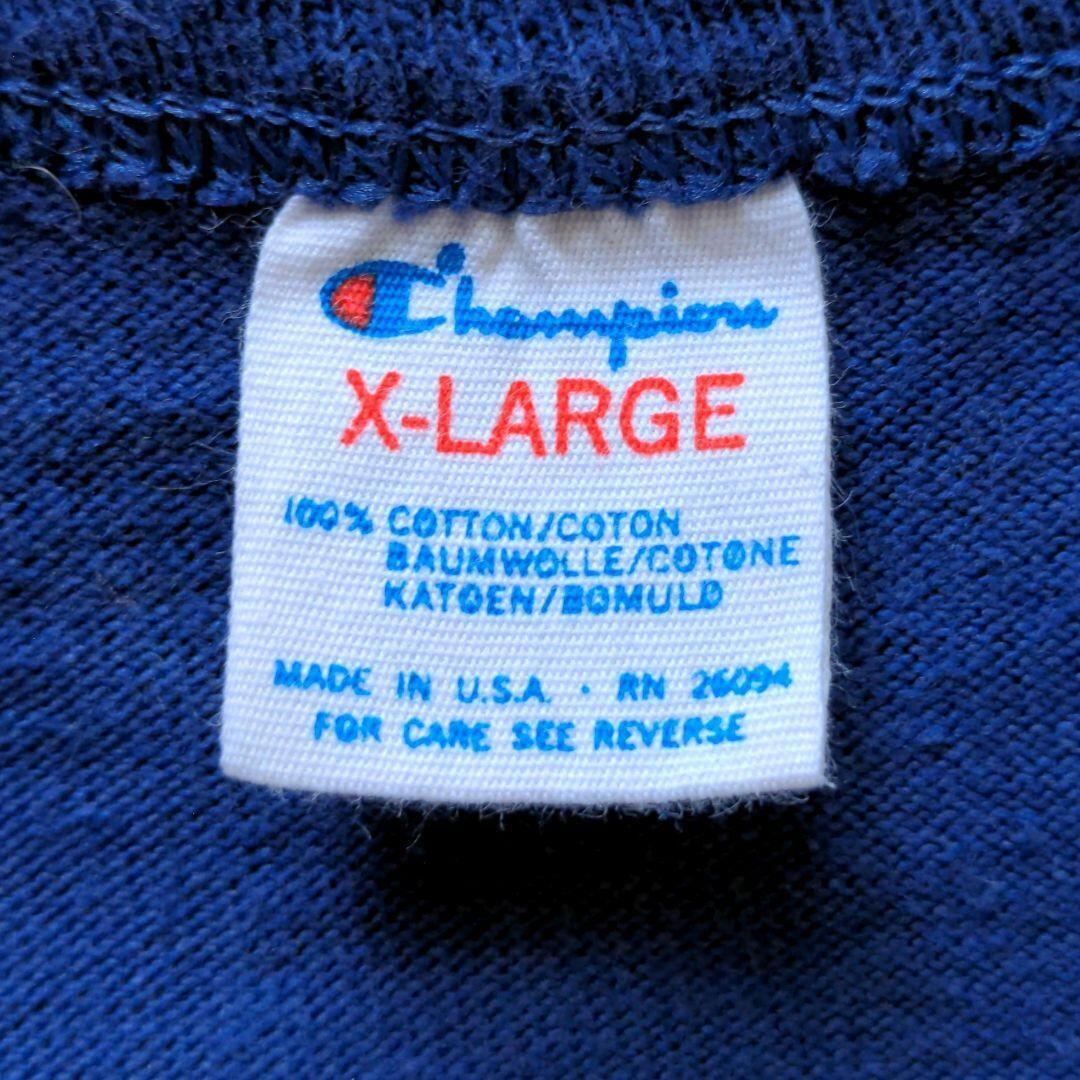 Champion
X-LARGE
100% COTTON/COTON
BAUMWOLLE/COTONE
KATOEN/BOMULD
MADE IN U.S.A. · RN 26094
FOR CARE SEE REVERSE